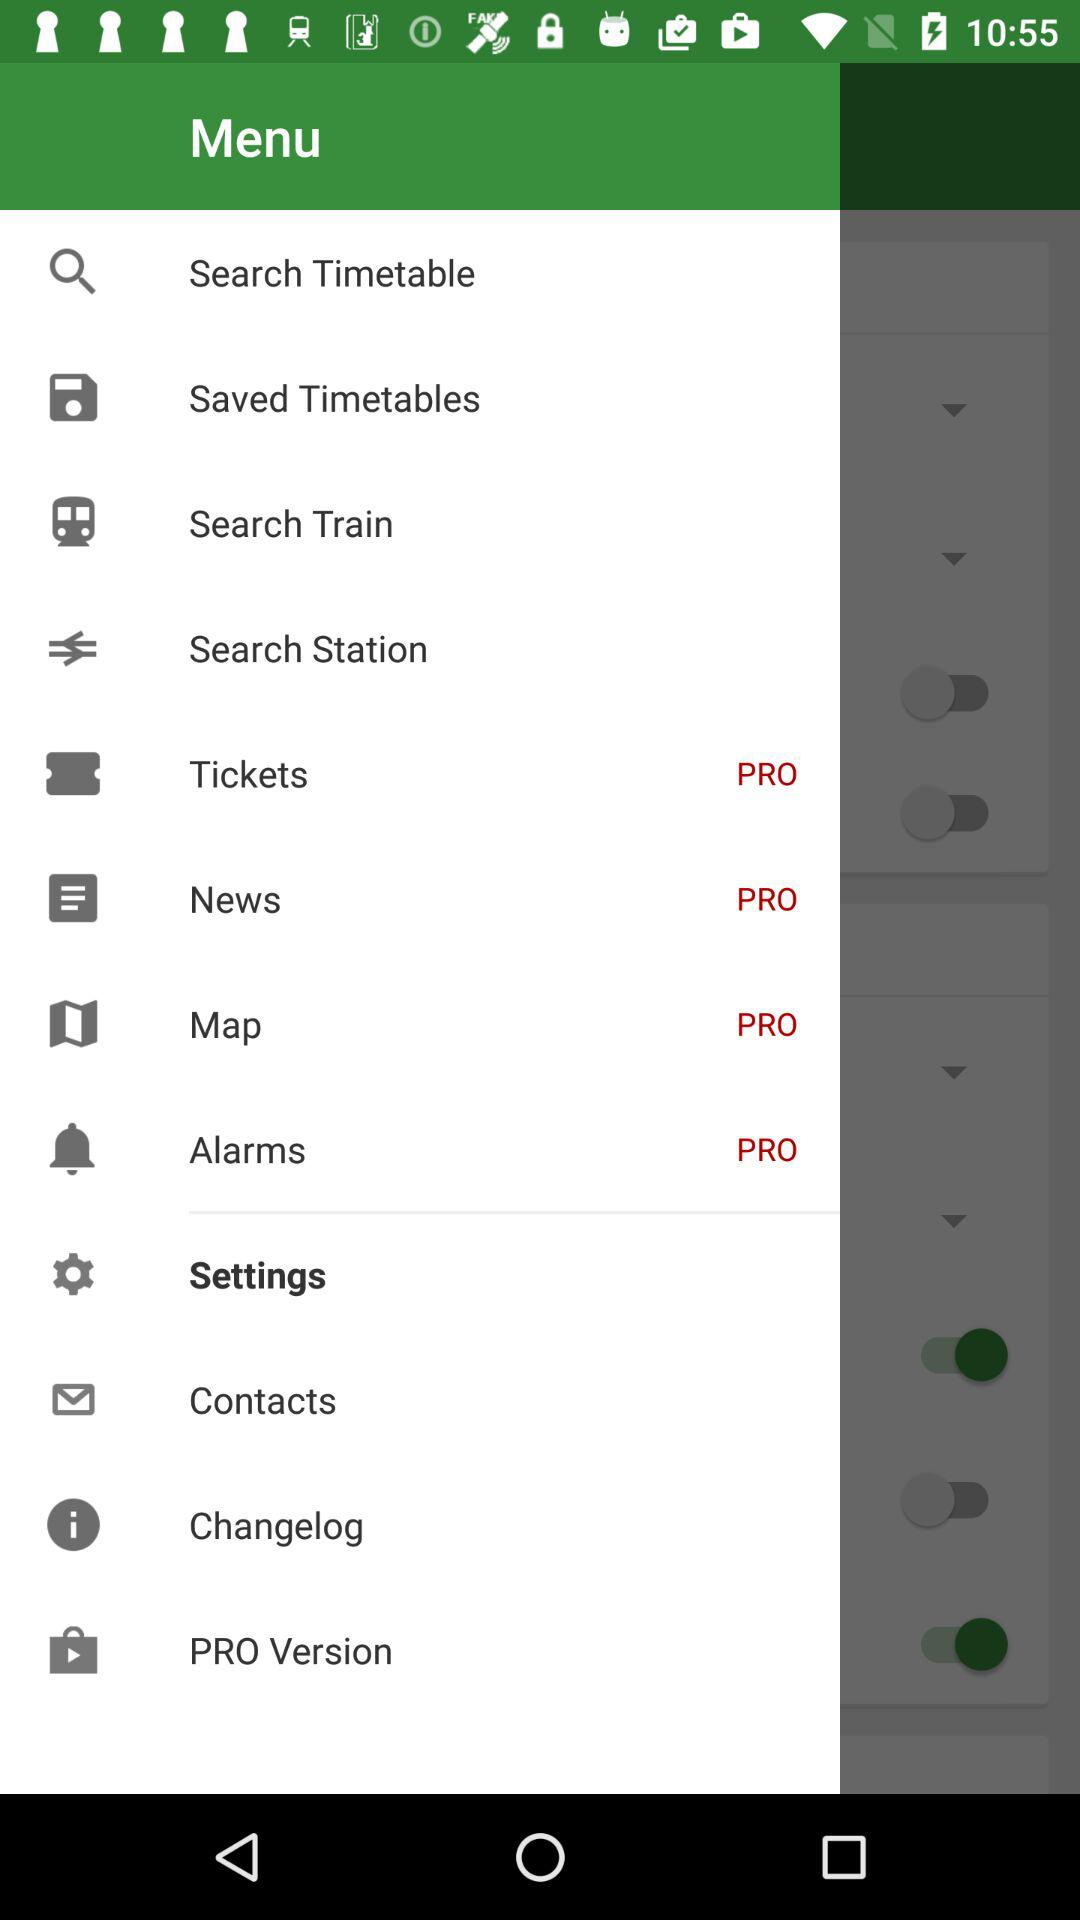 FAKE
10:55
Menu
Search Timetable
Saved Timetables
Search Train
Search Station
Tickets PRO
News PRO
Map PRO
Alarms PRO
Settings
Contacts
Changelog
PRO Version